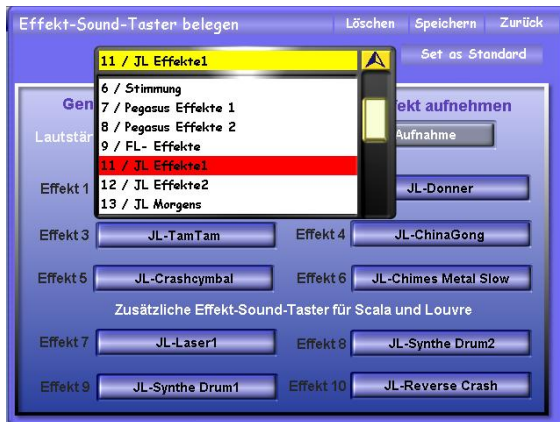 Effekt-Sound-Taster belegen Löschen Speichern Zurück
11 / JL Effekte1 Set as Standard
6 / Stimmung
7 / Pegasus Effekte 1
8 / Pegasus Effekte 2
9 / FL- Effekte
11 / JL Effekte1
12 / JL Effekte2
13 / JL Morgens
Gen ekt aufnehmen
Lautstär Aufnahme
Effekt 1 JL-Donner
Effekt 3 JL-TamTam Effekt 4 JL-ChinaGong
Effekt 5 JL-Crashcymbal Effekt 6 JL-Chimes Metal Slow
Zusätzliche Effekt-Sound-Taster für Scala und Louvre
Effekt 7 JL-Laser1 Effekt 8 JL-Synthe Drum2
Effekt 9 JL-Synthe Drum1 Effekt 10 JL-Reverse Crash